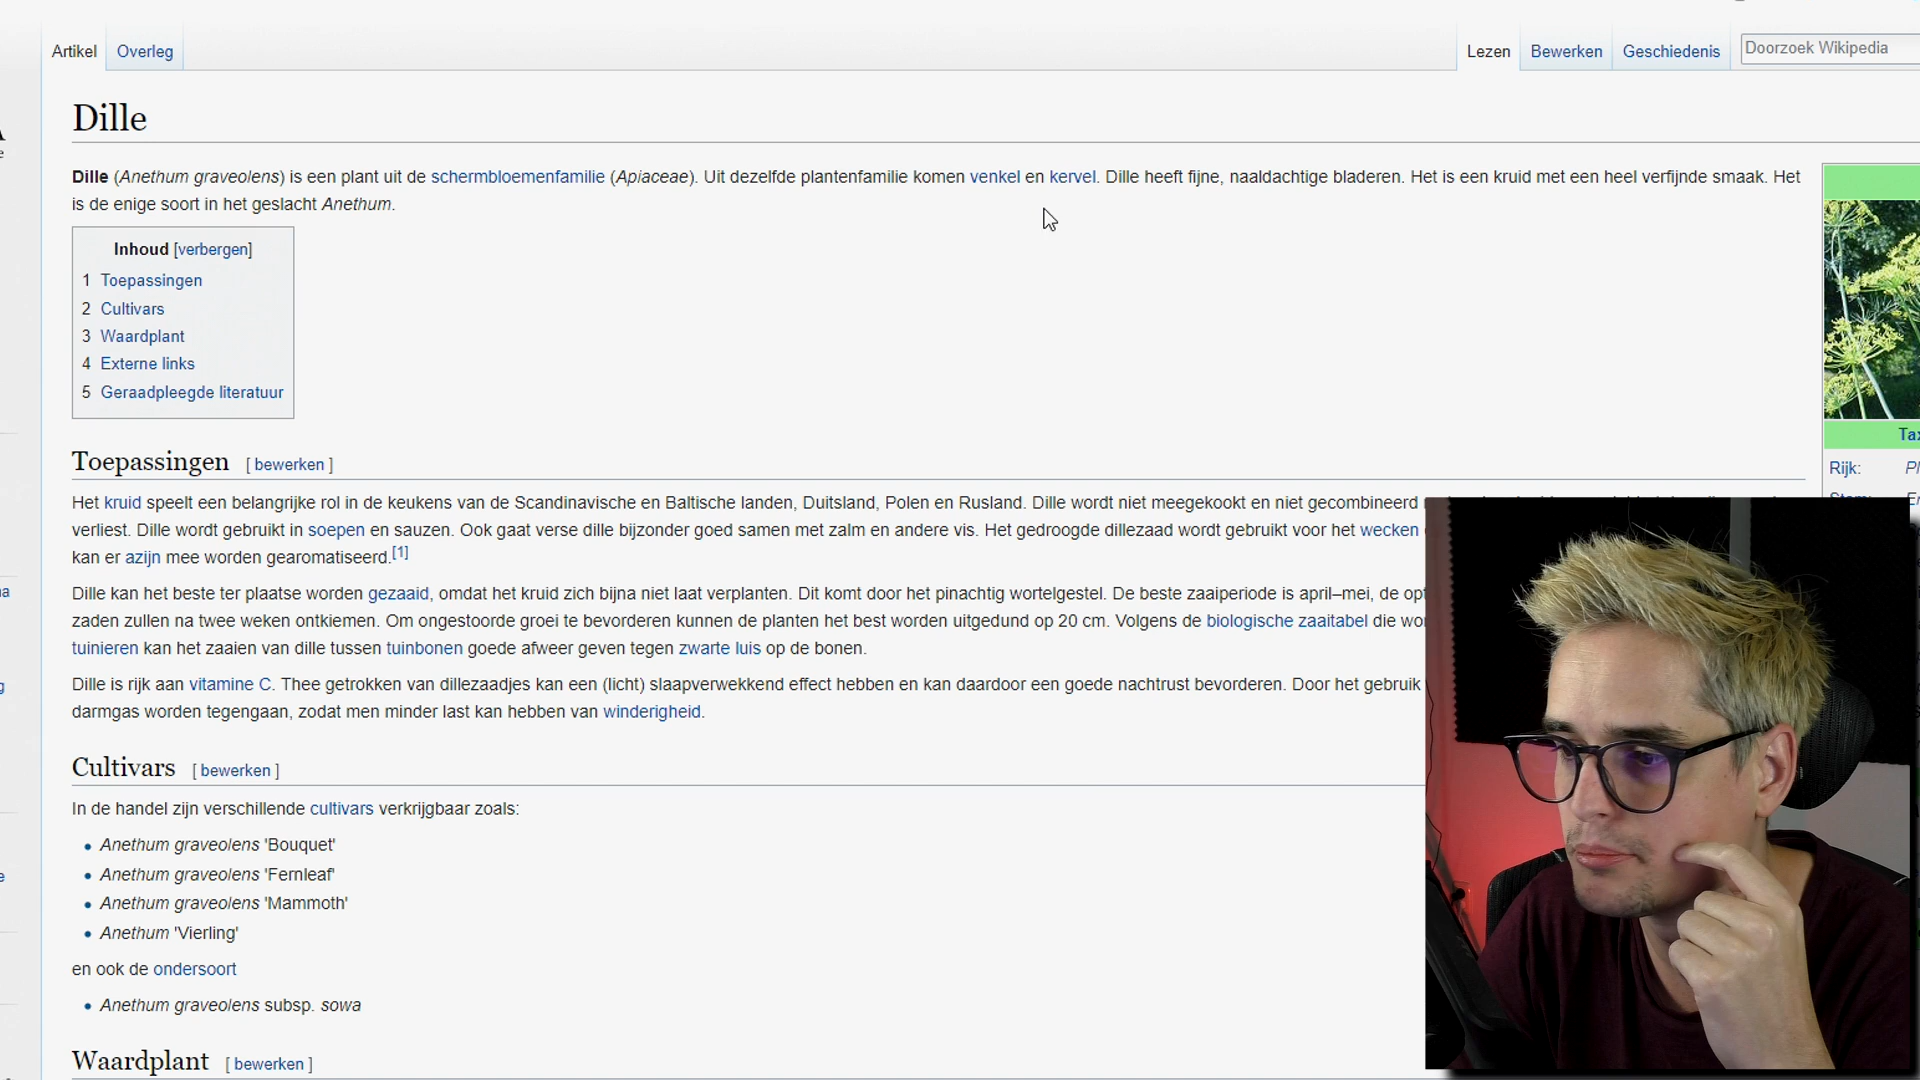 Artikel Overleg Lezen Bewerken Geschiedenis Doorzoek Wikipedia
Dille
Dille (Anethum graveolens) is een plant uit de schermbloemenfamilie (Apiaceae). Uit dezelfde plantenfamilie komen venkel en kervel. Dille heeft fijne, naaldachtige bladeren. Het is een kruid met een heel verfijnde smaak. Het
is de enige soort in het geslacht Anethum.
Inhoud [verbergen]
1 Toepassingen
2 Cultivars
3 Waardplant
4 Externe links
5 Geraadpleegde literatuur
Rijk:
Toepassingen [ bewerken ]
Het kruid speelt een belangrijke rol in de keukens van de Scandinavische en Baltische landen, Duitsland, Polen en Rusland. Dille wordt niet meegekookt en niet gecombineerd
verliest. Dille wordt gebruikt in soepen en sauzen. Ook gaat verse dille bijzonder goed samen met zalm en andere vis. Het gedroogde dillezaad wordt gebruikt voor het wecken
kan er azijn mee worden gearomatiseerd.[1]
Dille kan het beste ter plaatse worden gezaaid, omdat het kruid zich bijna niet laat verplanten. Dit komt door het pinachtig wortelgestel. De beste zaaiperiode is april–mei, de opt
zaden zullen na twee weken ontkiemen. Om ongestoorde groei te bevorderen kunnen de planten het best worden uitgedund op 20 cm. Volgens de biologische zaaitabel die wor
tuinieren kan het zaaien van dille tussen tuinbonen goede afweer geven tegen zwarte luis op de bonen.
Dille is rijk aan vitamine C. Thee getrokken van dillezaadjes kan een (licht) slaapverwekkend effect hebben en kan daardoor een goede nachtrust bevorderen. Door het gebruik
darmgas worden tegengaan, zodat men minder last kan hebben van winderigheid.
Cultivars [ bewerken ]
In de handel zijn verschillende cultivars verkrijgbaar zoals:
Anethum graveolens 'Bouquet'
Anethum graveolens 'Fernleaf'
Anethum graveolens 'Mammoth'
Anethum 'Vierling'
en ook de ondersoort
Anethum graveolens subsp. sowa
Waardplant [ bewerken ]